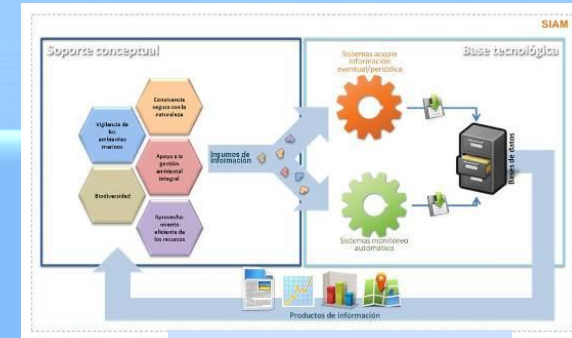 SIAM
Soporte conceptual
Base tecnológica
Sistemas acopio
información
eventual/periódica
Convivencia
segura con la
naturaleza
Vigilancia de
los
ambientes
marinos
Apoyo a la
gestión
ambiental
integral
Insumos de
información
Biodiversidad
Aprovecha-
miento
eficiente de
los recursos
Bases de datos
Sistemas monitoreo
automático
Productos de información